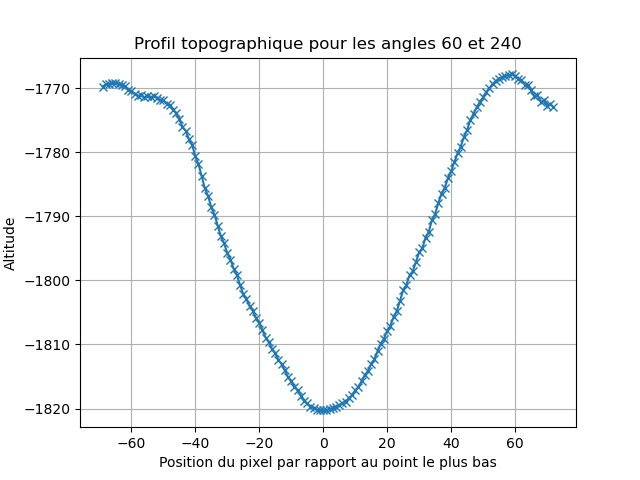 Profil topographique pour les angles 60 et 240
Altitude
−1770
−1780
−1790
−1800
−1810
−1820
−60 −40 −20 0 20 40 60
Position du pixel par rapport au point le plus bas